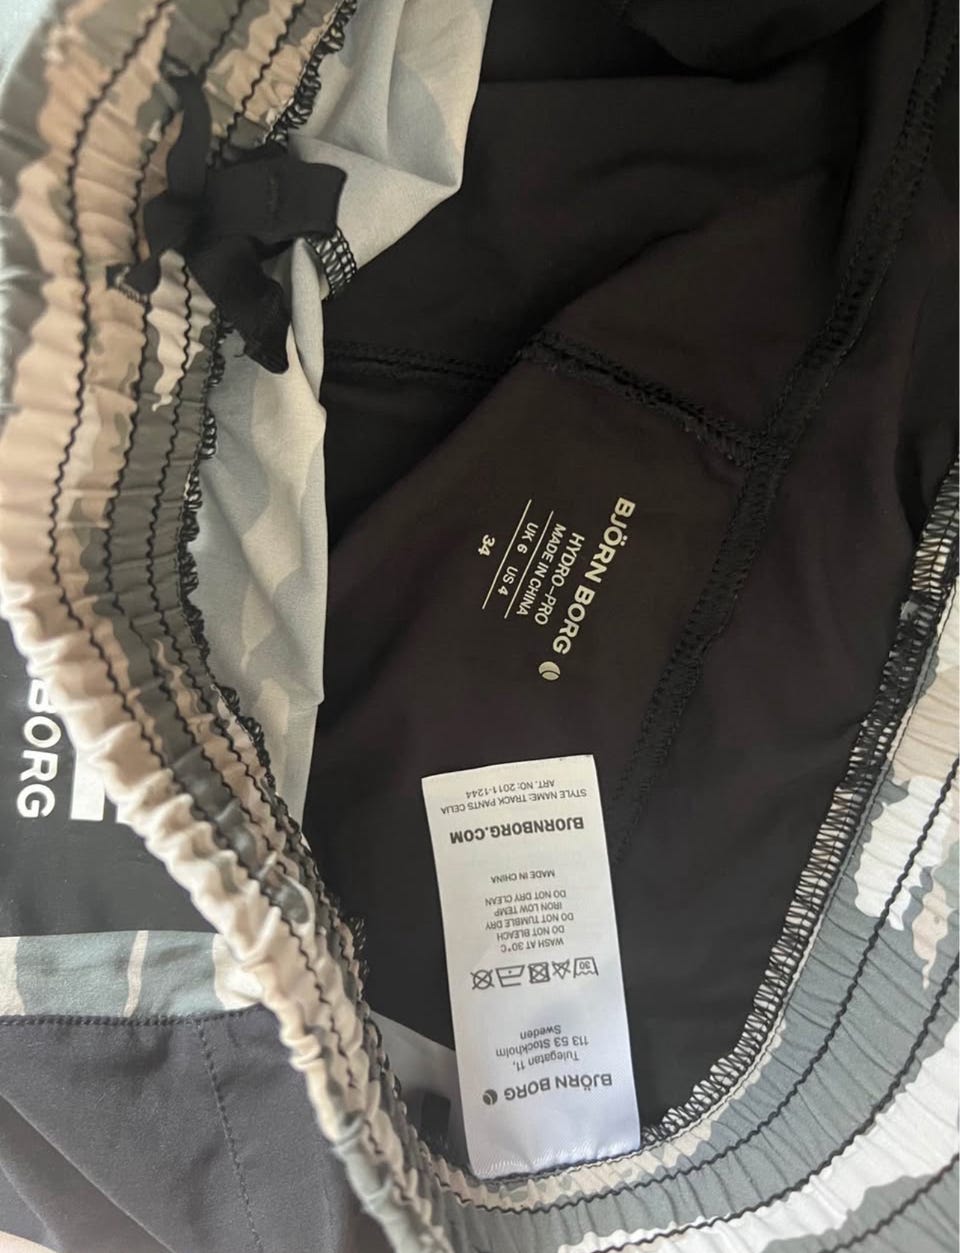 BJÖRN BORG
HYDRO-PRO
MADE IN CHINA
UK 6 US 4
34
BORG
BJÖRN BORG
Tulegatan 11,
113 53 Stockholm
Sweden
30
WASH AT 30°C
DO NOT BLEACH
DO NOT TUMBLE DRY
IRON LOW TEMP
DO NOT DRY CLEAN
MADE IN CHINA
BJORNBORG.COM
STYLE NAME: TRACK PANTS CELIA
ART. NO: 2011-1244